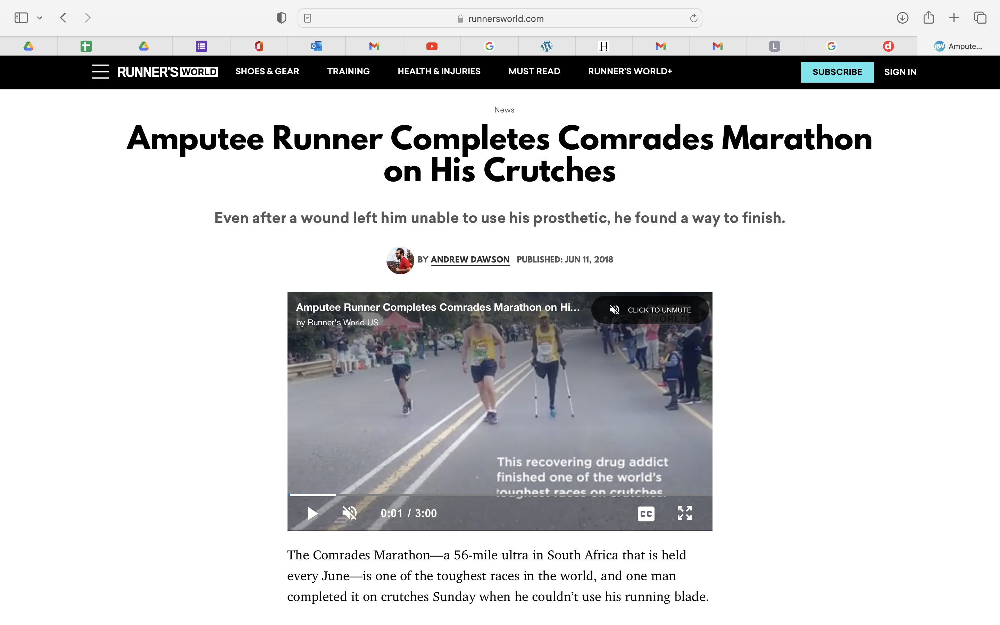 runnersworld.com
L
Ampute...
RUNNER'S WORLD
SHOES & GEAR
TRAINING
HEALTH & INJURIES
MUST READ
RUNNER’S WORLD+
SUBSCRIBE
SIGN IN
News
Amputee Runner Completes Comrades Marathon
on His Crutches
Even after a wound left him unable to use his prosthetic, he found a way to finish.
BY ANDREW DAWSON PUBLISHED: JUN 11, 2018
Amputee Runner Completes Comrades Marathon on Hi...
CLICK TO UNMUTE
by Runner's World US
WORLD
This recovering drug addict
finished one of the world’s
toughest races on crutches.
0:01 / 3:00
CC
The Comrades Marathon—a 56-mile ultra in South Africa that is held
every June—is one of the toughest races in the world, and one man
completed it on crutches Sunday when he couldn’t use his running blade.